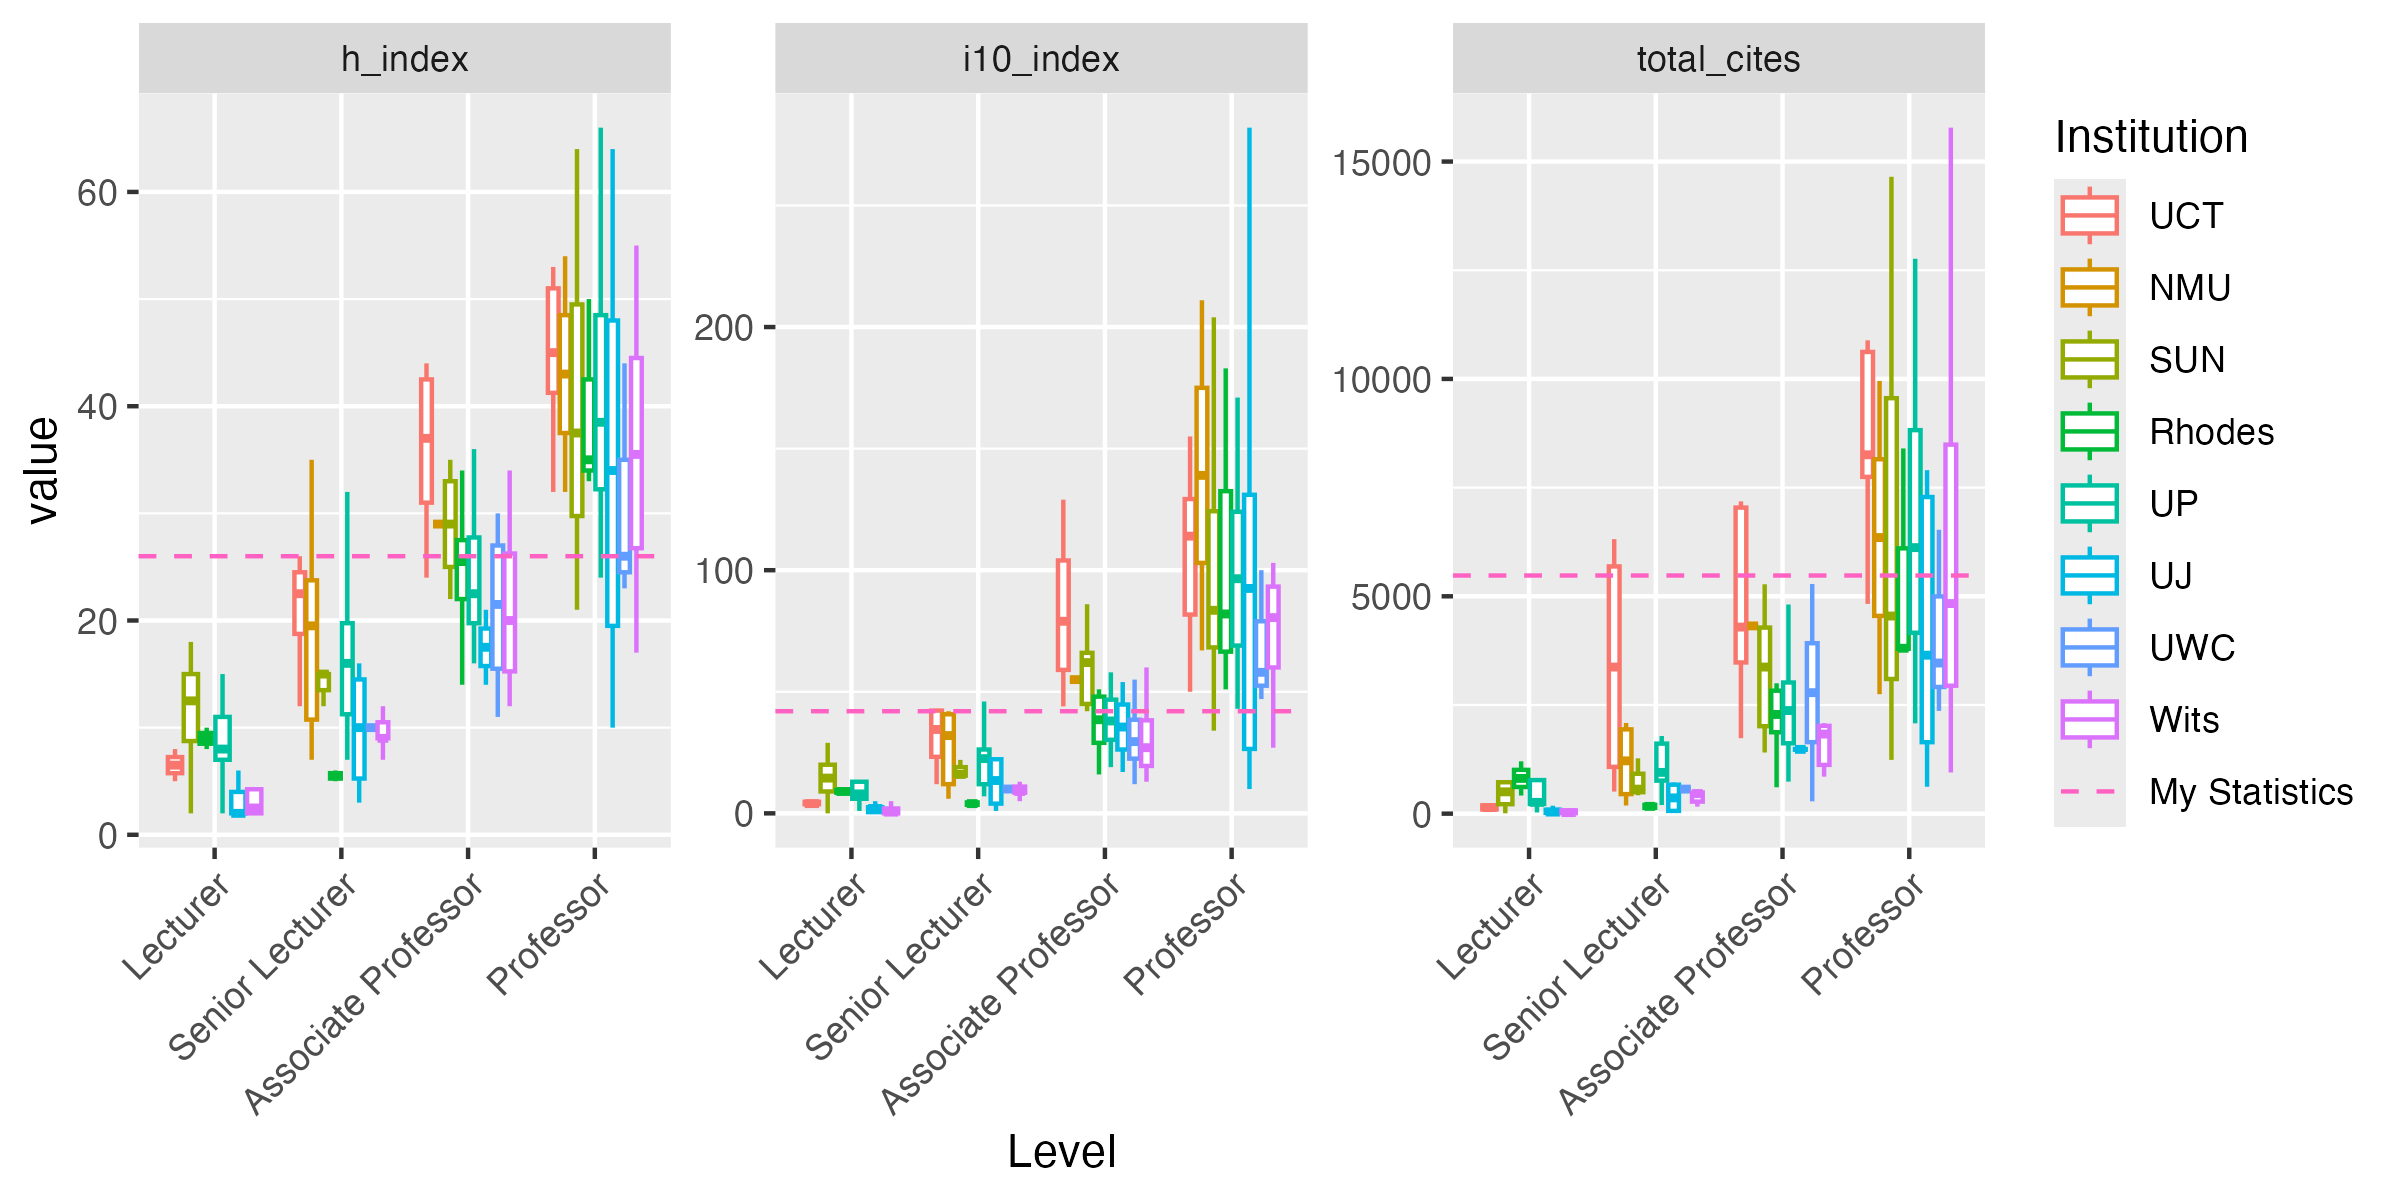 h_index
i10_index
total_cites
value
60
40
20
0
200
100
0
15000
10000
5000
0
Lecturer
Senior Lecturer
Associate Professor
Professor
Lecturer
Senior Lecturer
Associate Professor
Professor
Lecturer
Senior Lecturer
Associate Professor
Professor
Level
Institution
UCT
NMU
SUN
Rhodes
UP
UJ
UWC
Wits
My Statistics